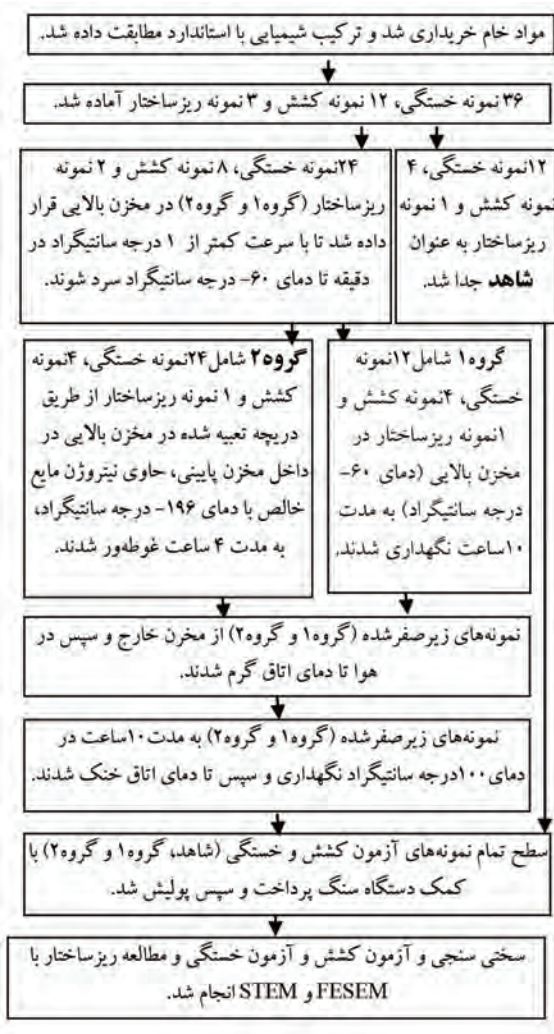 مواد خام خریداری شد و ترکیب شیمیایی با استاندارد مطابقت داده شد.
۳۶ نمونه خستگی، ۱۲ نمونه کشش و ۳ نمونه ریزساختار آماده شد.
۱۲نمونه خستگی، ۴
نمونه کشش و ۱ نمونه
ریزساختار به عنوان
شاهد جدا شد.
۲۴نمونه خستگی، ۸نمونه کشش و ۲ نمونه
ریزساختار (گروه۱ و گروه۲) در مخزن بالایی قرار
داده شد تا با سرعت کمتر از ۱ درجه سانتیگراد در
دقیقه تا دمای ۶۰- درجه سانتیگراد سرد شوند.
گروه۱ شامل۱۲نمونه
خستگی، ۴نمونه کشش و
۱نمونه ریزساختار در
مخزن بالایی (دمای ۶۰-
درجه سانتیگراد) به مدت
۱۰ساعت نگهداری شدند.
گروه۲ شامل۲۴نمونه خستگی، ۴نمونه
کشش و ۱ نمونه ریزساختار از طریق
دریچه تعبیه شده در مخزن بالایی در
داخل مخزن پایینی، حاوی نیتروژن مایع
خالص با دمای ۱۹۶- درجه سانتیگراد،
به مدت ۴ ساعت غوطه‌ور شدند.
نمونه‌های زیرصفرشده (گروه۱ و گروه۲) از مخزن خارج و سپس در
هوا تا دمای اتاق گرم شدند.
نمونه‌های زیرصفرشده (گروه۱ و گروه۲) به مدت۱۰ساعت در
دمای۱۰۰درجه سانتیگراد نگهداری و سپس تا دمای اتاق خنک شدند.
سطح تمام نمونه‌های آزمون کشش و خستگی (شاهد، گروه۱ و گروه۲) با
کمک دستگاه سنگ پرداخت و سپس پولیش شد.
سختی سنجی و آزمون کشش و آزمون خستگی و مطالعه ریزساختار با
FESEM و STEM انجام شد.